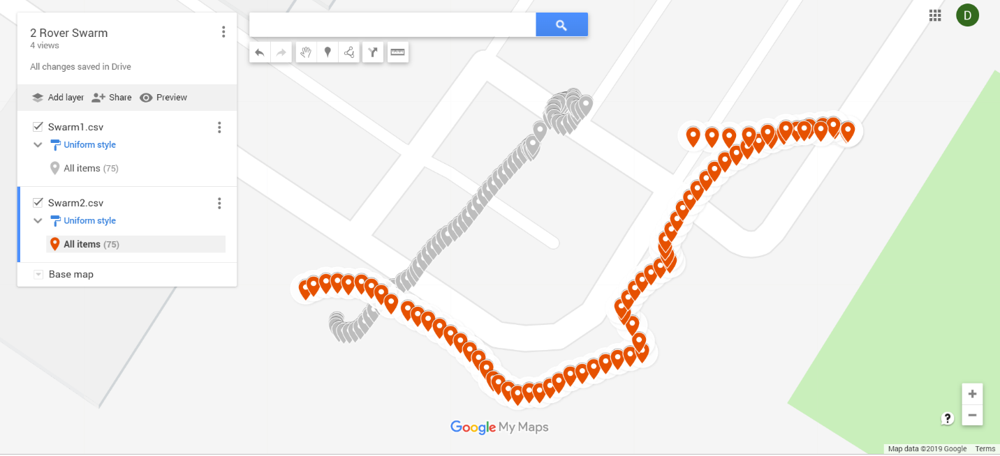 2 Rover Swarm
4 views
All changes saved in Drive
Add layer Share Preview
Swarm1.csv
Uniform style
All items (75)
Swarm2.csv
Uniform style
All items (75)
Base map
D
Google My Maps
+
?
−
Map data ©2019 Google Terms